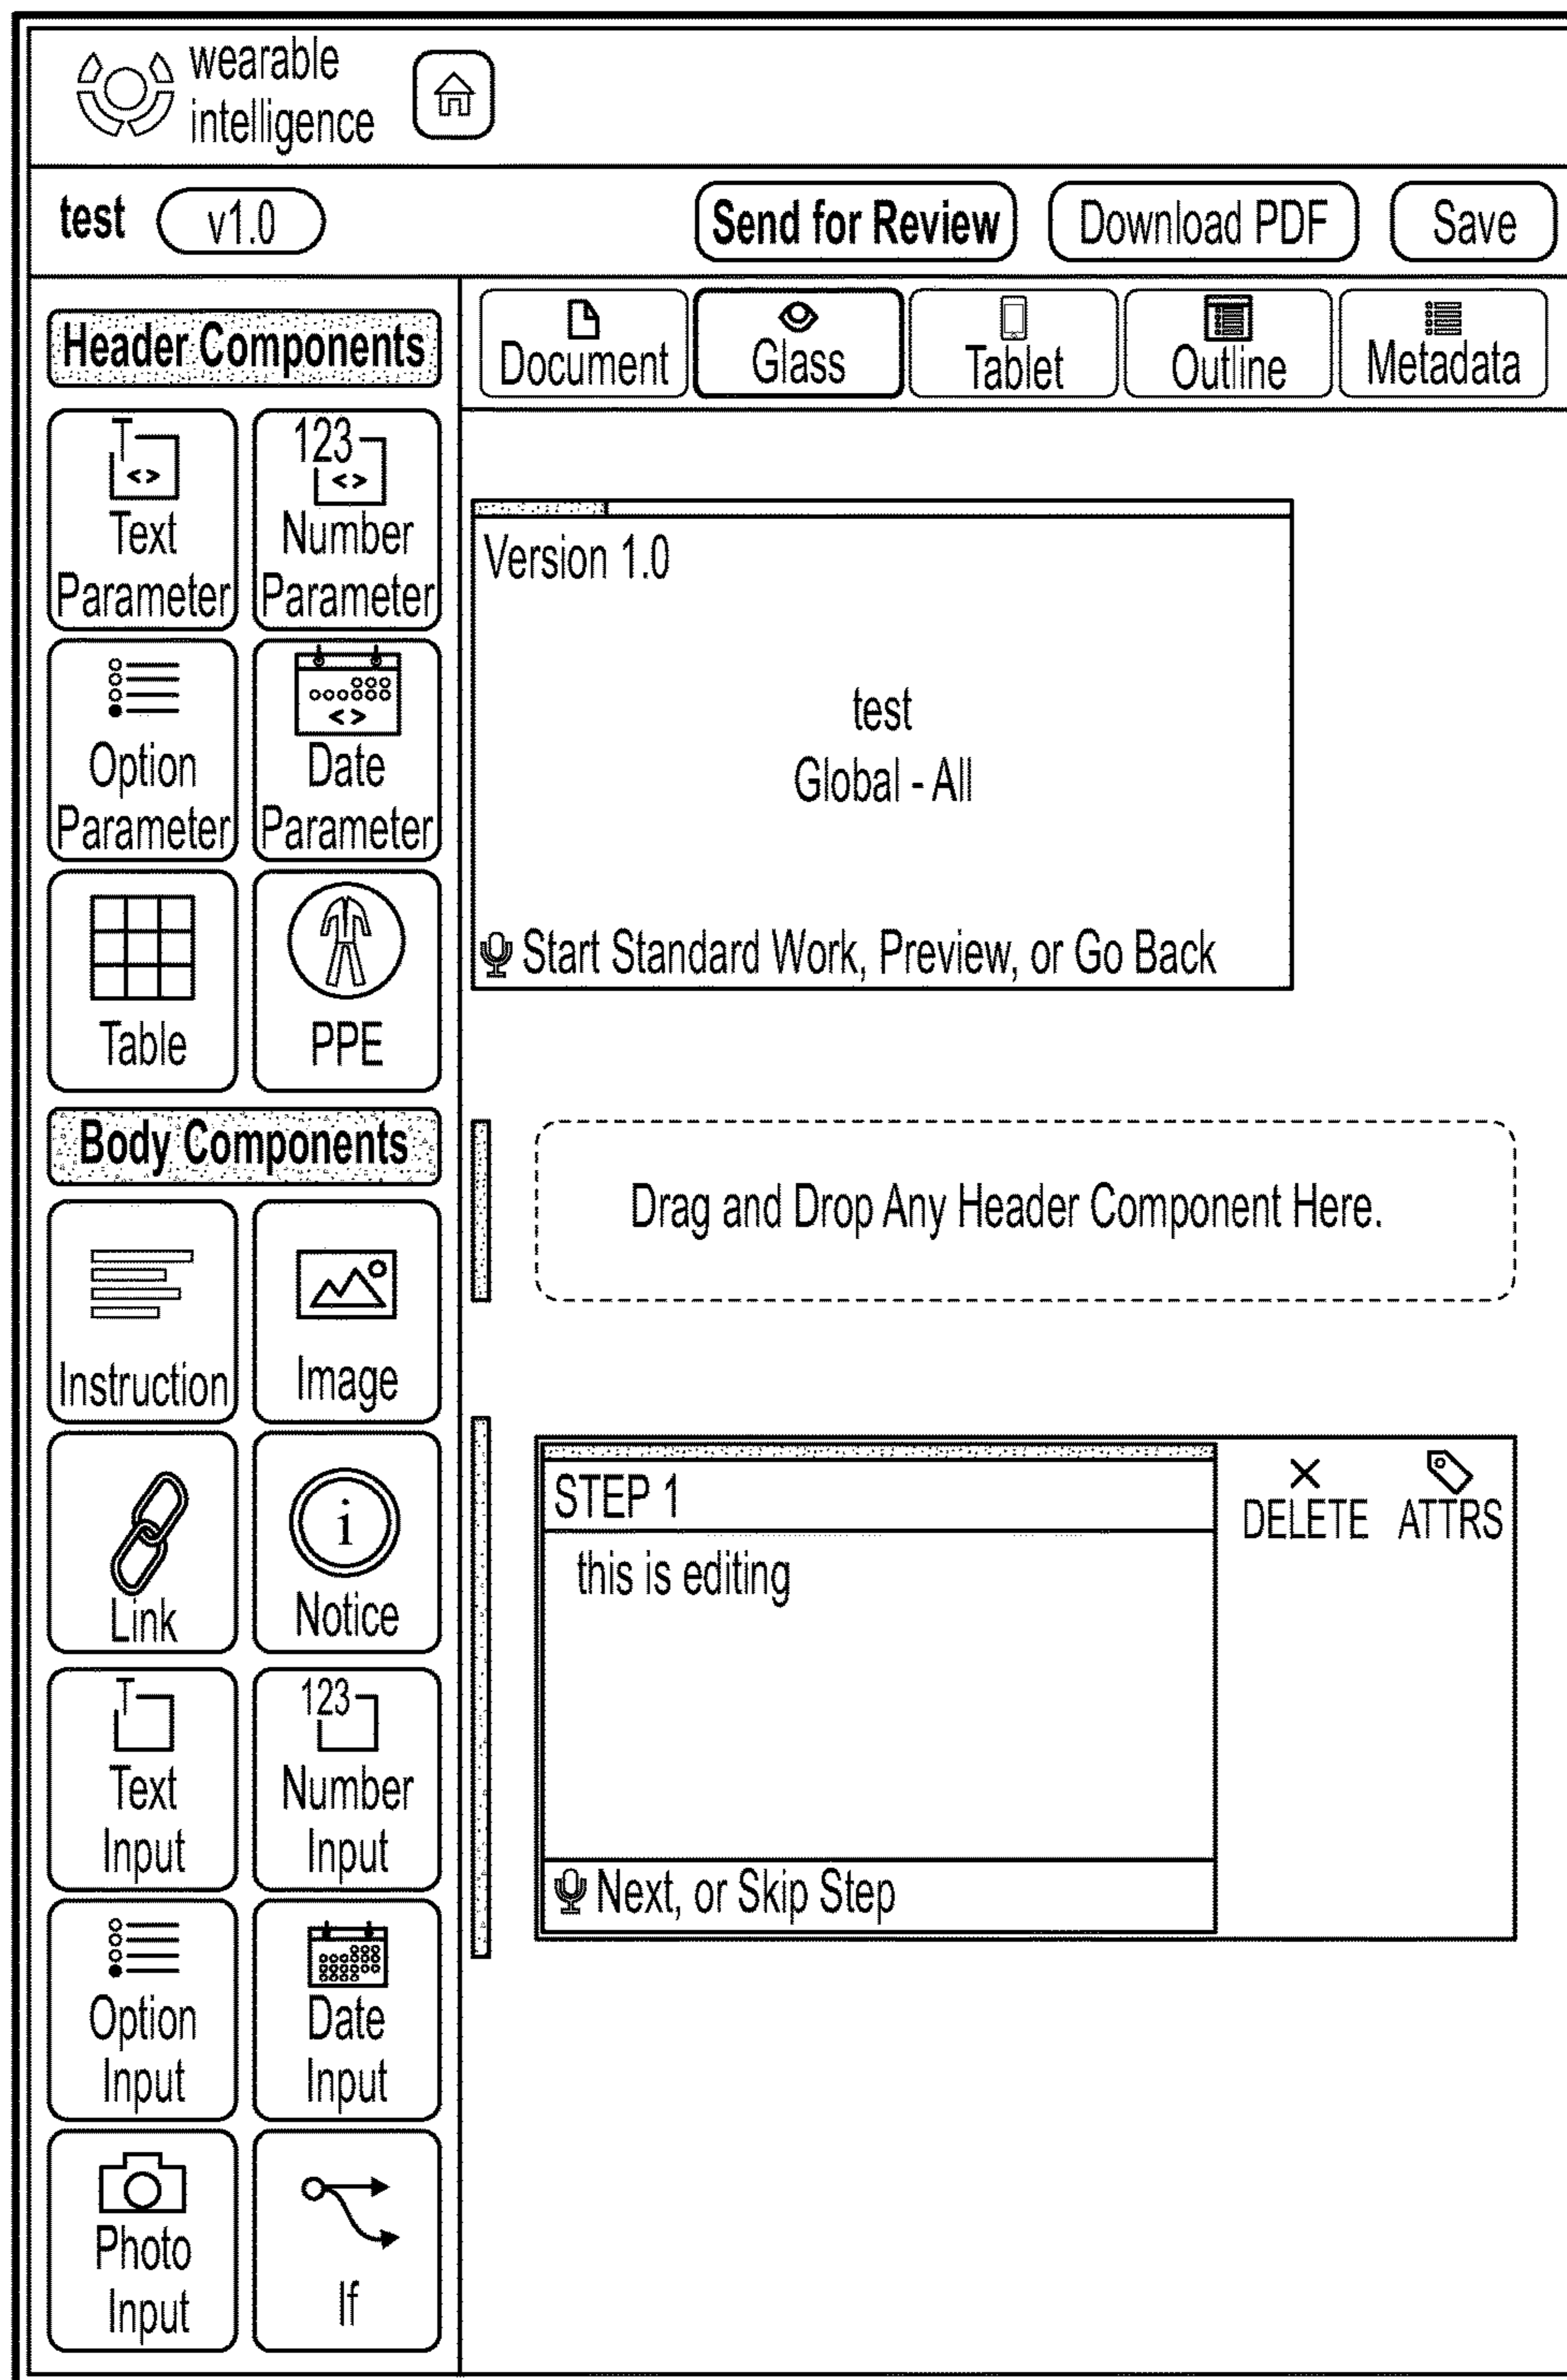 wearable
intelligence
test v1.0 Send for Review Download PDF Save
Header Components
Document Glass Tablet Outline Metadata
T
<>
Text
Parameter
123
<>
Number
Parameter
Option
Parameter
<>
Date
Parameter
Table
PPE
Version 1.0
test
Global - All
Start Standard Work, Preview, or Go Back
Body Components
Drag and Drop Any Header Component Here.
Instruction
Image
Link
i
Notice
STEP 1
this is editing
Next, or Skip Step
DELETE ATTRS
T
Text
Input
123
Number
Input
Option
Input
Date
Input
Photo
Input
If